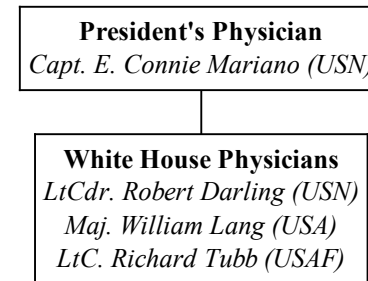 President's Physician
Capt. E. Connie Mariano (USN)
White House Physicians
LtCdr. Robert Darling (USN)
Maj. William Lang (USA)
LtC. Richard Tubb (USAF)